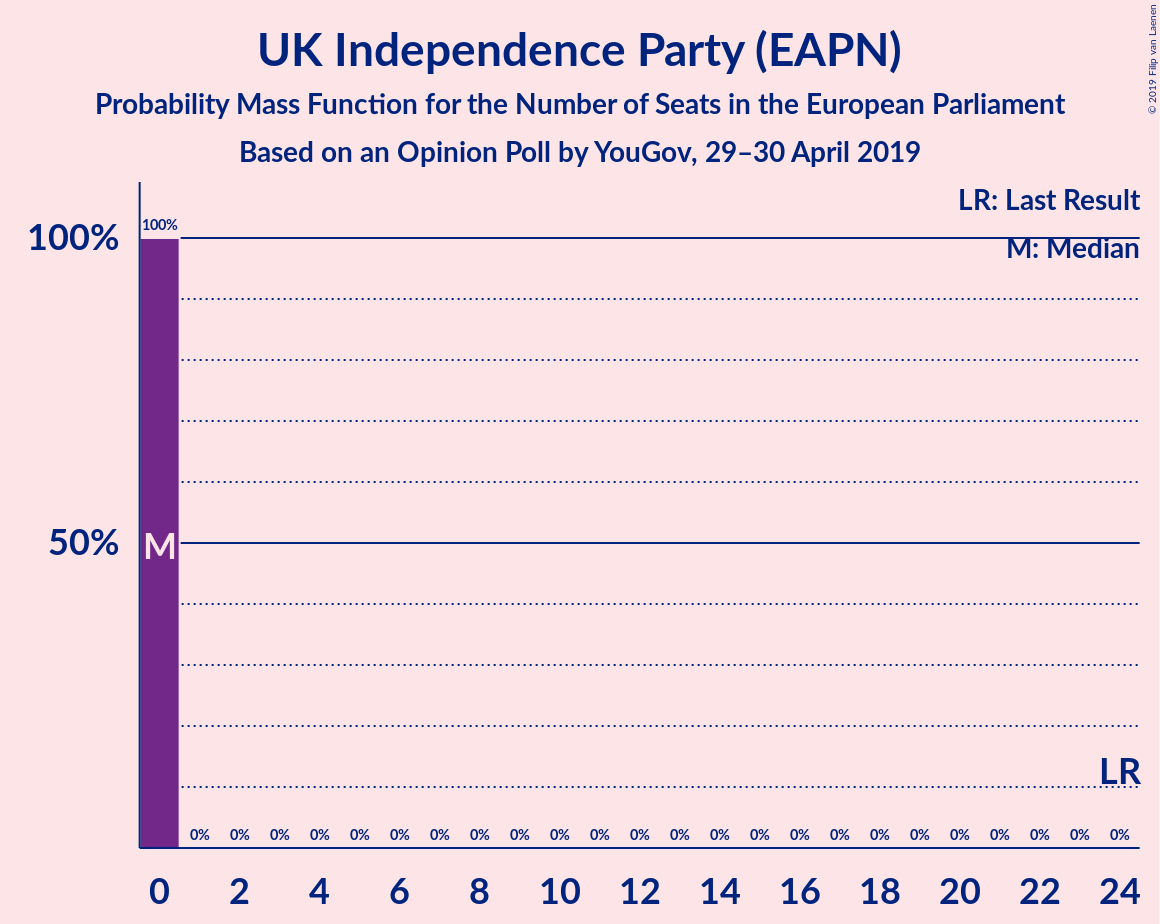 UK Independence Party (EAPN)
Probability Mass Function for the Number of Seats in the European Parliament
Based on an Opinion Poll by YouGov, 29–30 April 2019
© 2019 Filip van Laenen
LR: Last Result
M: Median
100%
50%
100%
M
LR
0% 0% 0% 0% 0% 0% 0% 0% 0% 0% 0% 0% 0% 0% 0% 0% 0% 0% 0% 0% 0% 0% 0% 0%
0 2 4 6 8 10 12 14 16 18 20 22 24